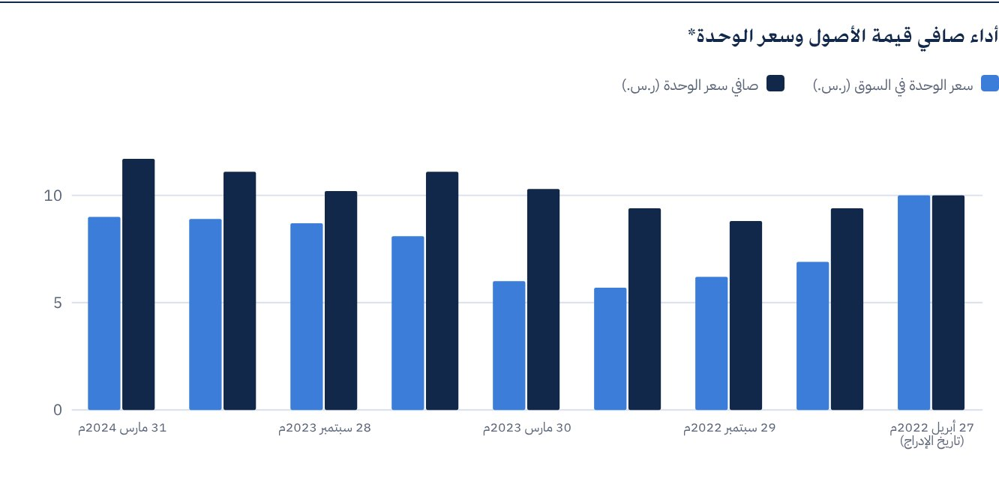 أداء صافي قيمة الأصول وسعر الوحدة*
سعر الوحدة في السوق (ر.س.)
صافي سعر الوحدة (ر.س.)
10
5
0
27 أبريل 2022م
(تاريخ الإدراج)
29 سبتمبر 2022م
30 مارس 2023م
28 سبتمبر 2023م
31 مارس 2024م